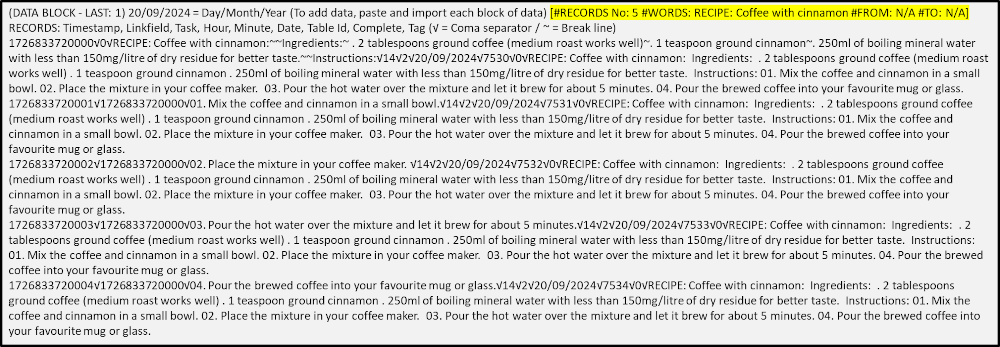 (DATA BLOCK - LAST: 1) 20/09/2024 = Day/Month/Year (To add data, paste and import each block of data) [#RECORDS No: 5 #WORDS: RECIPE: Coffee with cinnamon #FROM: N/A #TO: N/A]
RECORDS: Timestamp, Linkfield, Task, Hour, Minute, Date, Table Id, Complete, Tag (√ = Coma separator / ~ = Break line)
1726833720000√0√RECIPE: Coffee with cinnamon:~~Ingredients:~ . 2 tablespoons ground coffee (medium roast works well)~. 1 teaspoon ground cinnamon~. 250ml of boiling mineral water
with less than 150mg/litre of dry residue for better taste.~~Instructions:√14√2√20/09/2024√7530√0√RECIPE: Coffee with cinnamon:  Ingredients:  . 2 tablespoons ground coffee (medium roast
works well) . 1 teaspoon ground cinnamon . 250ml of boiling mineral water with less than 150mg/litre of dry residue for better taste.  Instructions: 01. Mix the coffee and cinnamon in a small
bowl. 02. Place the mixture in your coffee maker.  03. Pour the hot water over the mixture and let it brew for about 5 minutes. 04. Pour the brewed coffee into your favourite mug or glass.
1726833720001√1726833720000√01. Mix the coffee and cinnamon in a small bowl.√14√2√20/09/2024√7531√0√RECIPE: Coffee with cinnamon:  Ingredients:  . 2 tablespoons ground coffee
(medium roast works well) . 1 teaspoon ground cinnamon . 250ml of boiling mineral water with less than 150mg/litre of dry residue for better taste.  Instructions: 01. Mix the coffee and
cinnamon in a small bowl. 02. Place the mixture in your coffee maker.  03. Pour the hot water over the mixture and let it brew for about 5 minutes. 04. Pour the brewed coffee into your
favourite mug or glass.
1726833720002√1726833720000√02. Place the mixture in your coffee maker. √14√2√20/09/2024√7532√0√RECIPE: Coffee with cinnamon:  Ingredients:  . 2 tablespoons ground coffee
(medium roast works well) . 1 teaspoon ground cinnamon . 250ml of boiling mineral water with less than 150mg/litre of dry residue for better taste.  Instructions: 01. Mix the coffee and
cinnamon in a small bowl. 02. Place the mixture in your coffee maker.  03. Pour the hot water over the mixture and let it brew for about 5 minutes. 04. Pour the brewed coffee into your
favourite mug or glass.
1726833720003√1726833720000√03. Pour the hot water over the mixture and let it brew for about 5 minutes.√14√2√20/09/2024√7533√0√RECIPE: Coffee with cinnamon:  Ingredients:  . 2
tablespoons ground coffee (medium roast works well) . 1 teaspoon ground cinnamon . 250ml of boiling mineral water with less than 150mg/litre of dry residue for better taste.  Instructions:
01. Mix the coffee and cinnamon in a small bowl. 02. Place the mixture in your coffee maker.  03. Pour the hot water over the mixture and let it brew for about 5 minutes. 04. Pour the brewed
coffee into your favourite mug or glass.
1726833720004√1726833720000√04. Pour the brewed coffee into your favourite mug or glass.√14√2√20/09/2024√7534√0√RECIPE: Coffee with cinnamon:  Ingredients:  . 2 tablespoons
ground coffee (medium roast works well) . 1 teaspoon ground cinnamon . 250ml of boiling mineral water with less than 150mg/litre of dry residue for better taste.  Instructions: 01. Mix the
coffee and cinnamon in a small bowl. 02. Place the mixture in your coffee maker.  03. Pour the hot water over the mixture and let it brew for about 5 minutes. 04. Pour the brewed coffee into
your favourite mug or glass.